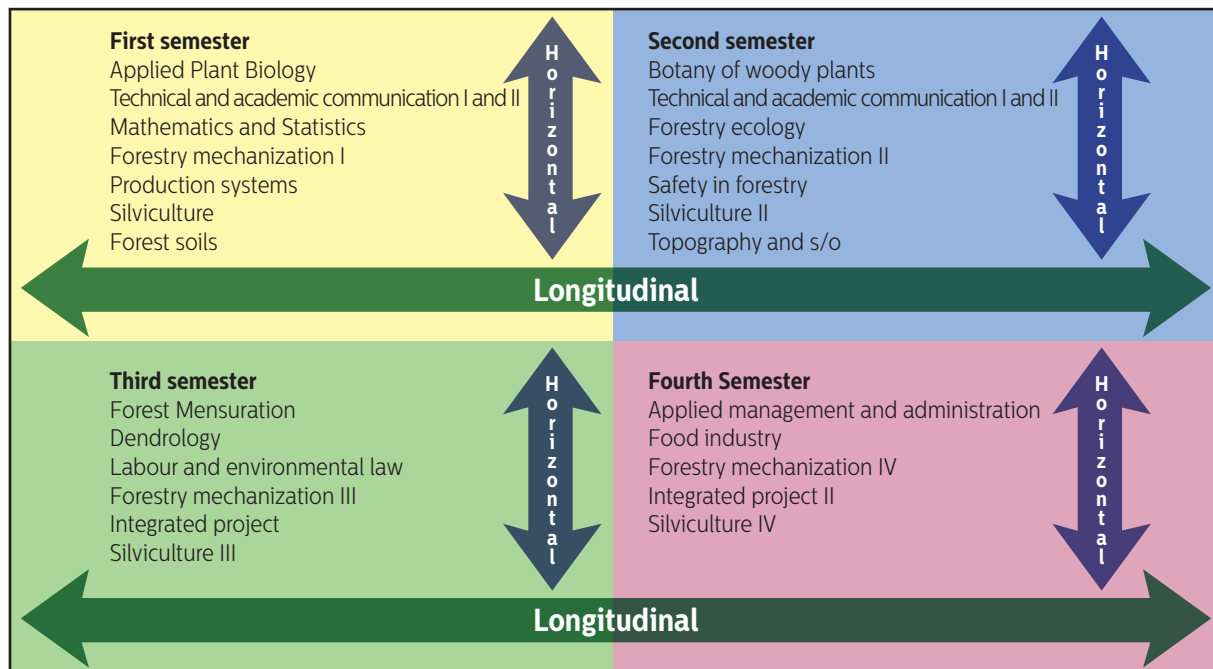 First semester
Applied Plant Biology
Technical and academic communication I and II
Mathematics and Statistics
Forestry mechanization I
Production systems
Silviculture
Forest soils
Horizontal
Second semester
Botany of woody plants
Technical and academic communication I and II
Forestry ecology
Forestry mechanization II
Safety in forestry
Silviculture II
Topography and s/o
Horizontal
Longitudinal
Third semester
Forest Mensuration
Dendrology
Labour and environmental law
Forestry mechanization III
Integrated project
Silviculture III
Horizontal
Fourth Semester
Applied management and administration
Food industry
Forestry mechanization IV
Integrated project II
Silviculture IV
Horizontal
Longitudinal